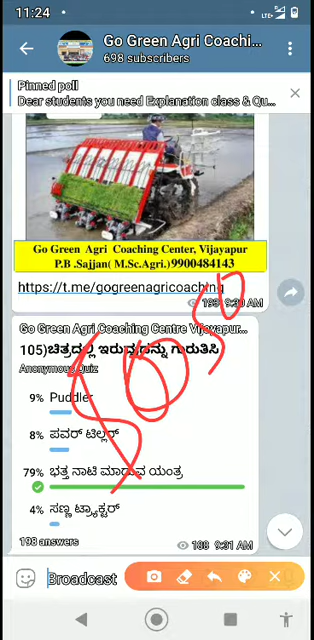 11:24
LTE+
Go Green Agri Coachi...
698 subscribers
Pinned poll
Dear students you need Explanation class & Qu...
Go Green Agri Coaching Center, Vijayapur
P.B .Sajjan( M.Sc.Agri.) 9900484143
https://t.me/gogreenagricoaching
9:30 AM
Go Green Agri Coaching Centre Vijayapur...
105)ಚಿತ್ರದಲ್ಲಿ ಇರುವುದನ್ನು ಗುರುತಿಸಿ
Anonymous Quiz
9% Puddler
8% ಪವರ್ ಟಿಲ್ಲರ್
79% ಭತ್ತ ನಾಟಿ ಮಾಡುವ ಯಂತ್ರ
4% ಸಣ್ಣ ಟ್ರ್ಯಾಕ್ಟರ್
198 answers
188 9:31 AM
Broadcast